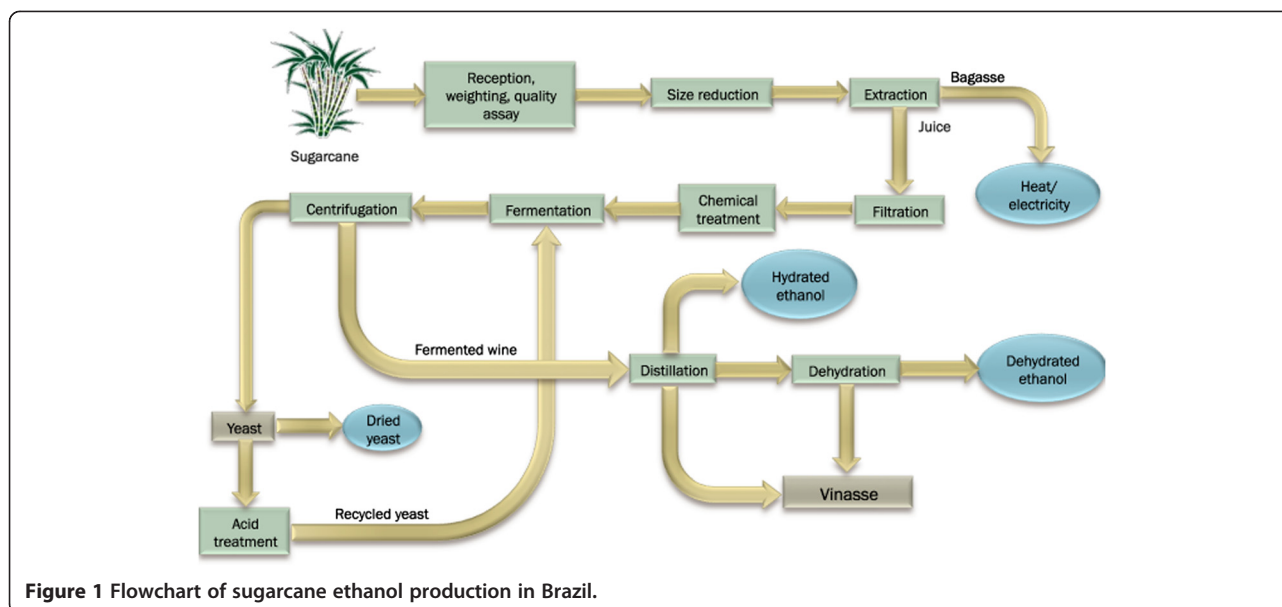 Sugarcane
Reception,
weighting, quality
assay
Size reduction
Extraction
Bagasse
Juice
Heat/
electricity
Centrifugation
Fermentation
Chemical
treatment
Filtration
Hydrated
ethanol
Fermented wine
Distillation
Dehydration
Dehydrated
ethanol
Yeast
Dried
yeast
Vinasse
Acid
treatment
Recycled yeast
Figure 1 Flowchart of sugarcane ethanol production in Brazil.